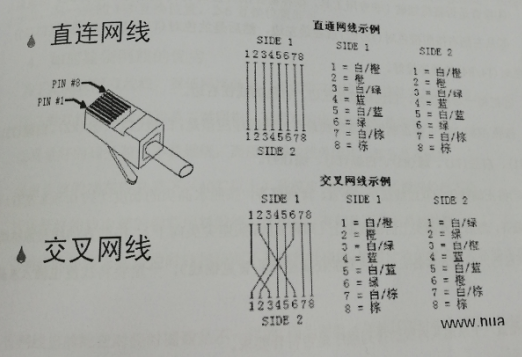 直连网线
PIN #8
PIN #1
直连网线示例
SIDE 1
12345678
12345678
SIDE 2
SIDE 1
1 = 白/橙
2 = 橙
3 = 白/绿
4 = 蓝
5 = 白/蓝
6 = 绿
7 = 白/棕
8 = 棕
SIDE 2
1 = 白/橙
2 = 橙
3 = 白/绿
4 = 蓝
5 = 白/蓝
6 = 绿
7 = 白/棕
8 = 棕
交叉网线
交叉网线示例
SIDE 1
12345678
12345678
SIDE 2
SIDE 1
1 = 白/橙
2 = 橙
3 = 白/绿
4 = 蓝
5 = 白/蓝
6 = 绿
7 = 白/棕
8 = 棕
SIDE 2
1 = 白/绿
2 = 绿
3 = 白/橙
4 = 蓝
5 = 白/蓝
6 = 橙
7 = 白/棕
8 = 棕
www.hua